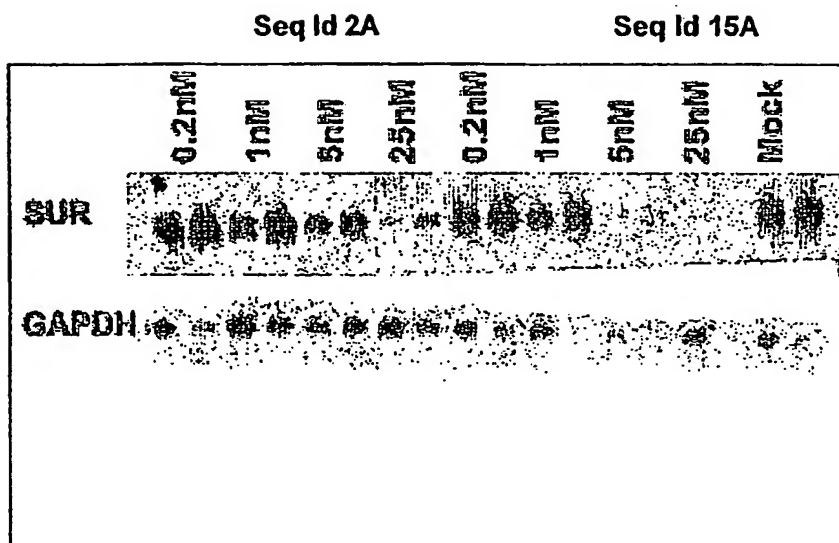 Seq Id 2A Seq Id 15A
0.2nM 1nM 5nM 25nM 0.2nM 1nM 5nM 25nM Mock
SUR
GAPDH